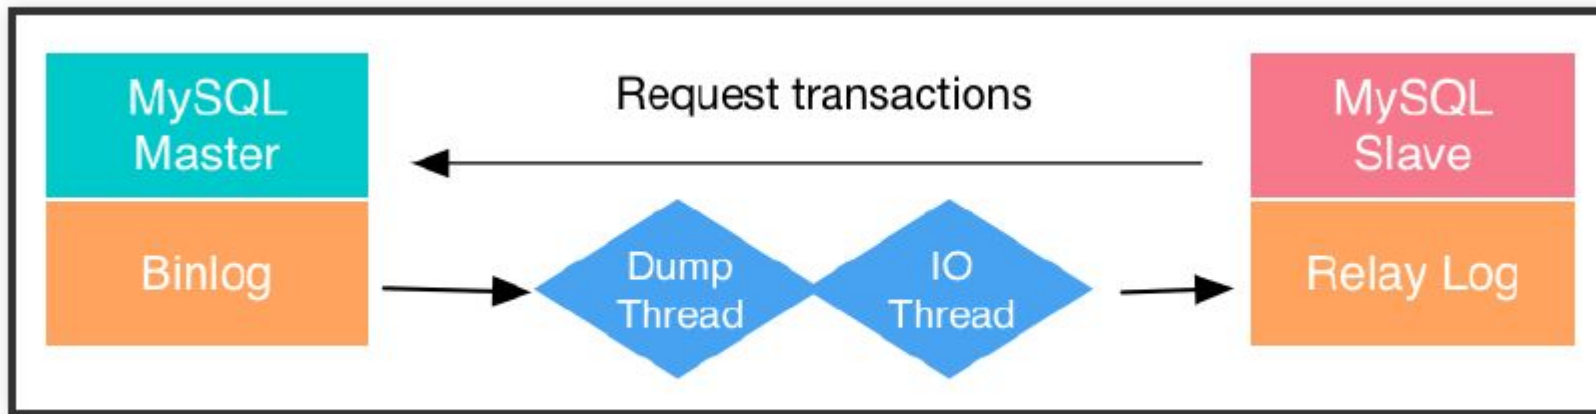 MySQL
Master
Request transactions
MySQL
Slave
Binlog
Dump
Thread
IO
Thread
Relay Log